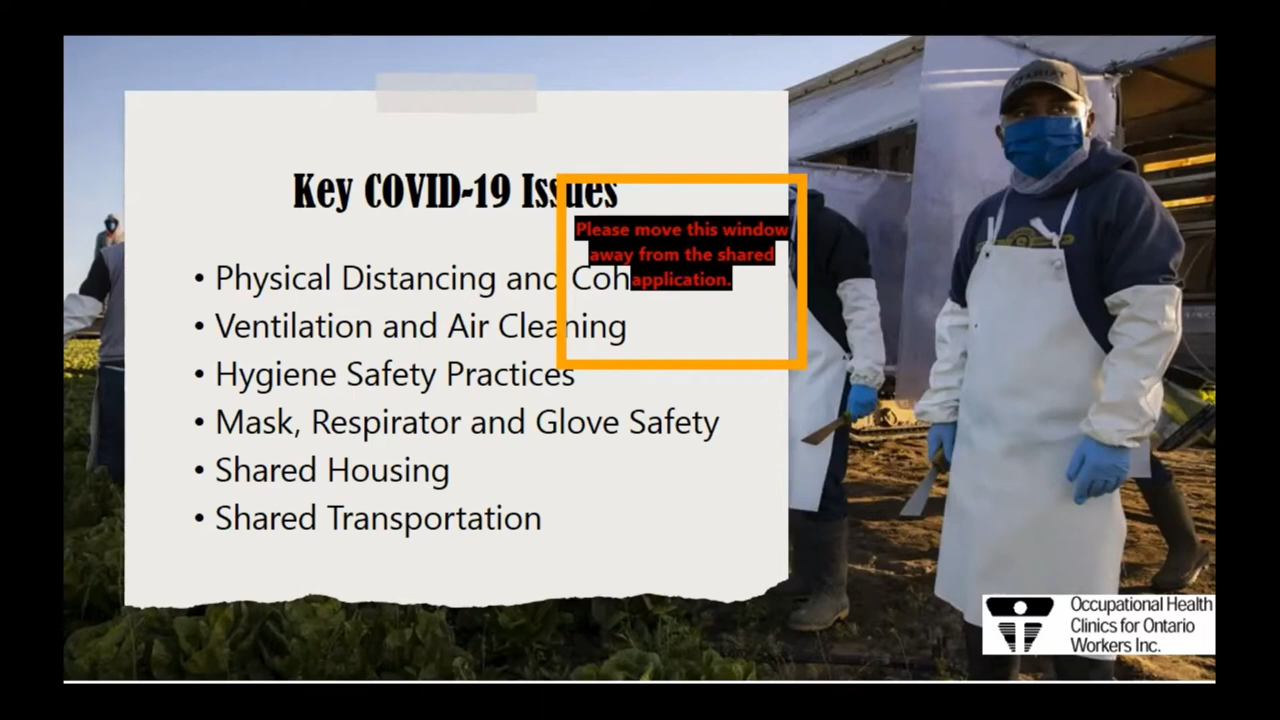 Key COVID-19 Issues
Please move this window
away from the shared
application.
• Physical Distancing and
• Ventilation and Air Cleaning
• Hygiene Safety Practices
• Mask, Respirator and Glove Safety
• Shared Housing
• Shared Transportation
Occupational Health
Clinics for Ontario
Workers Inc.